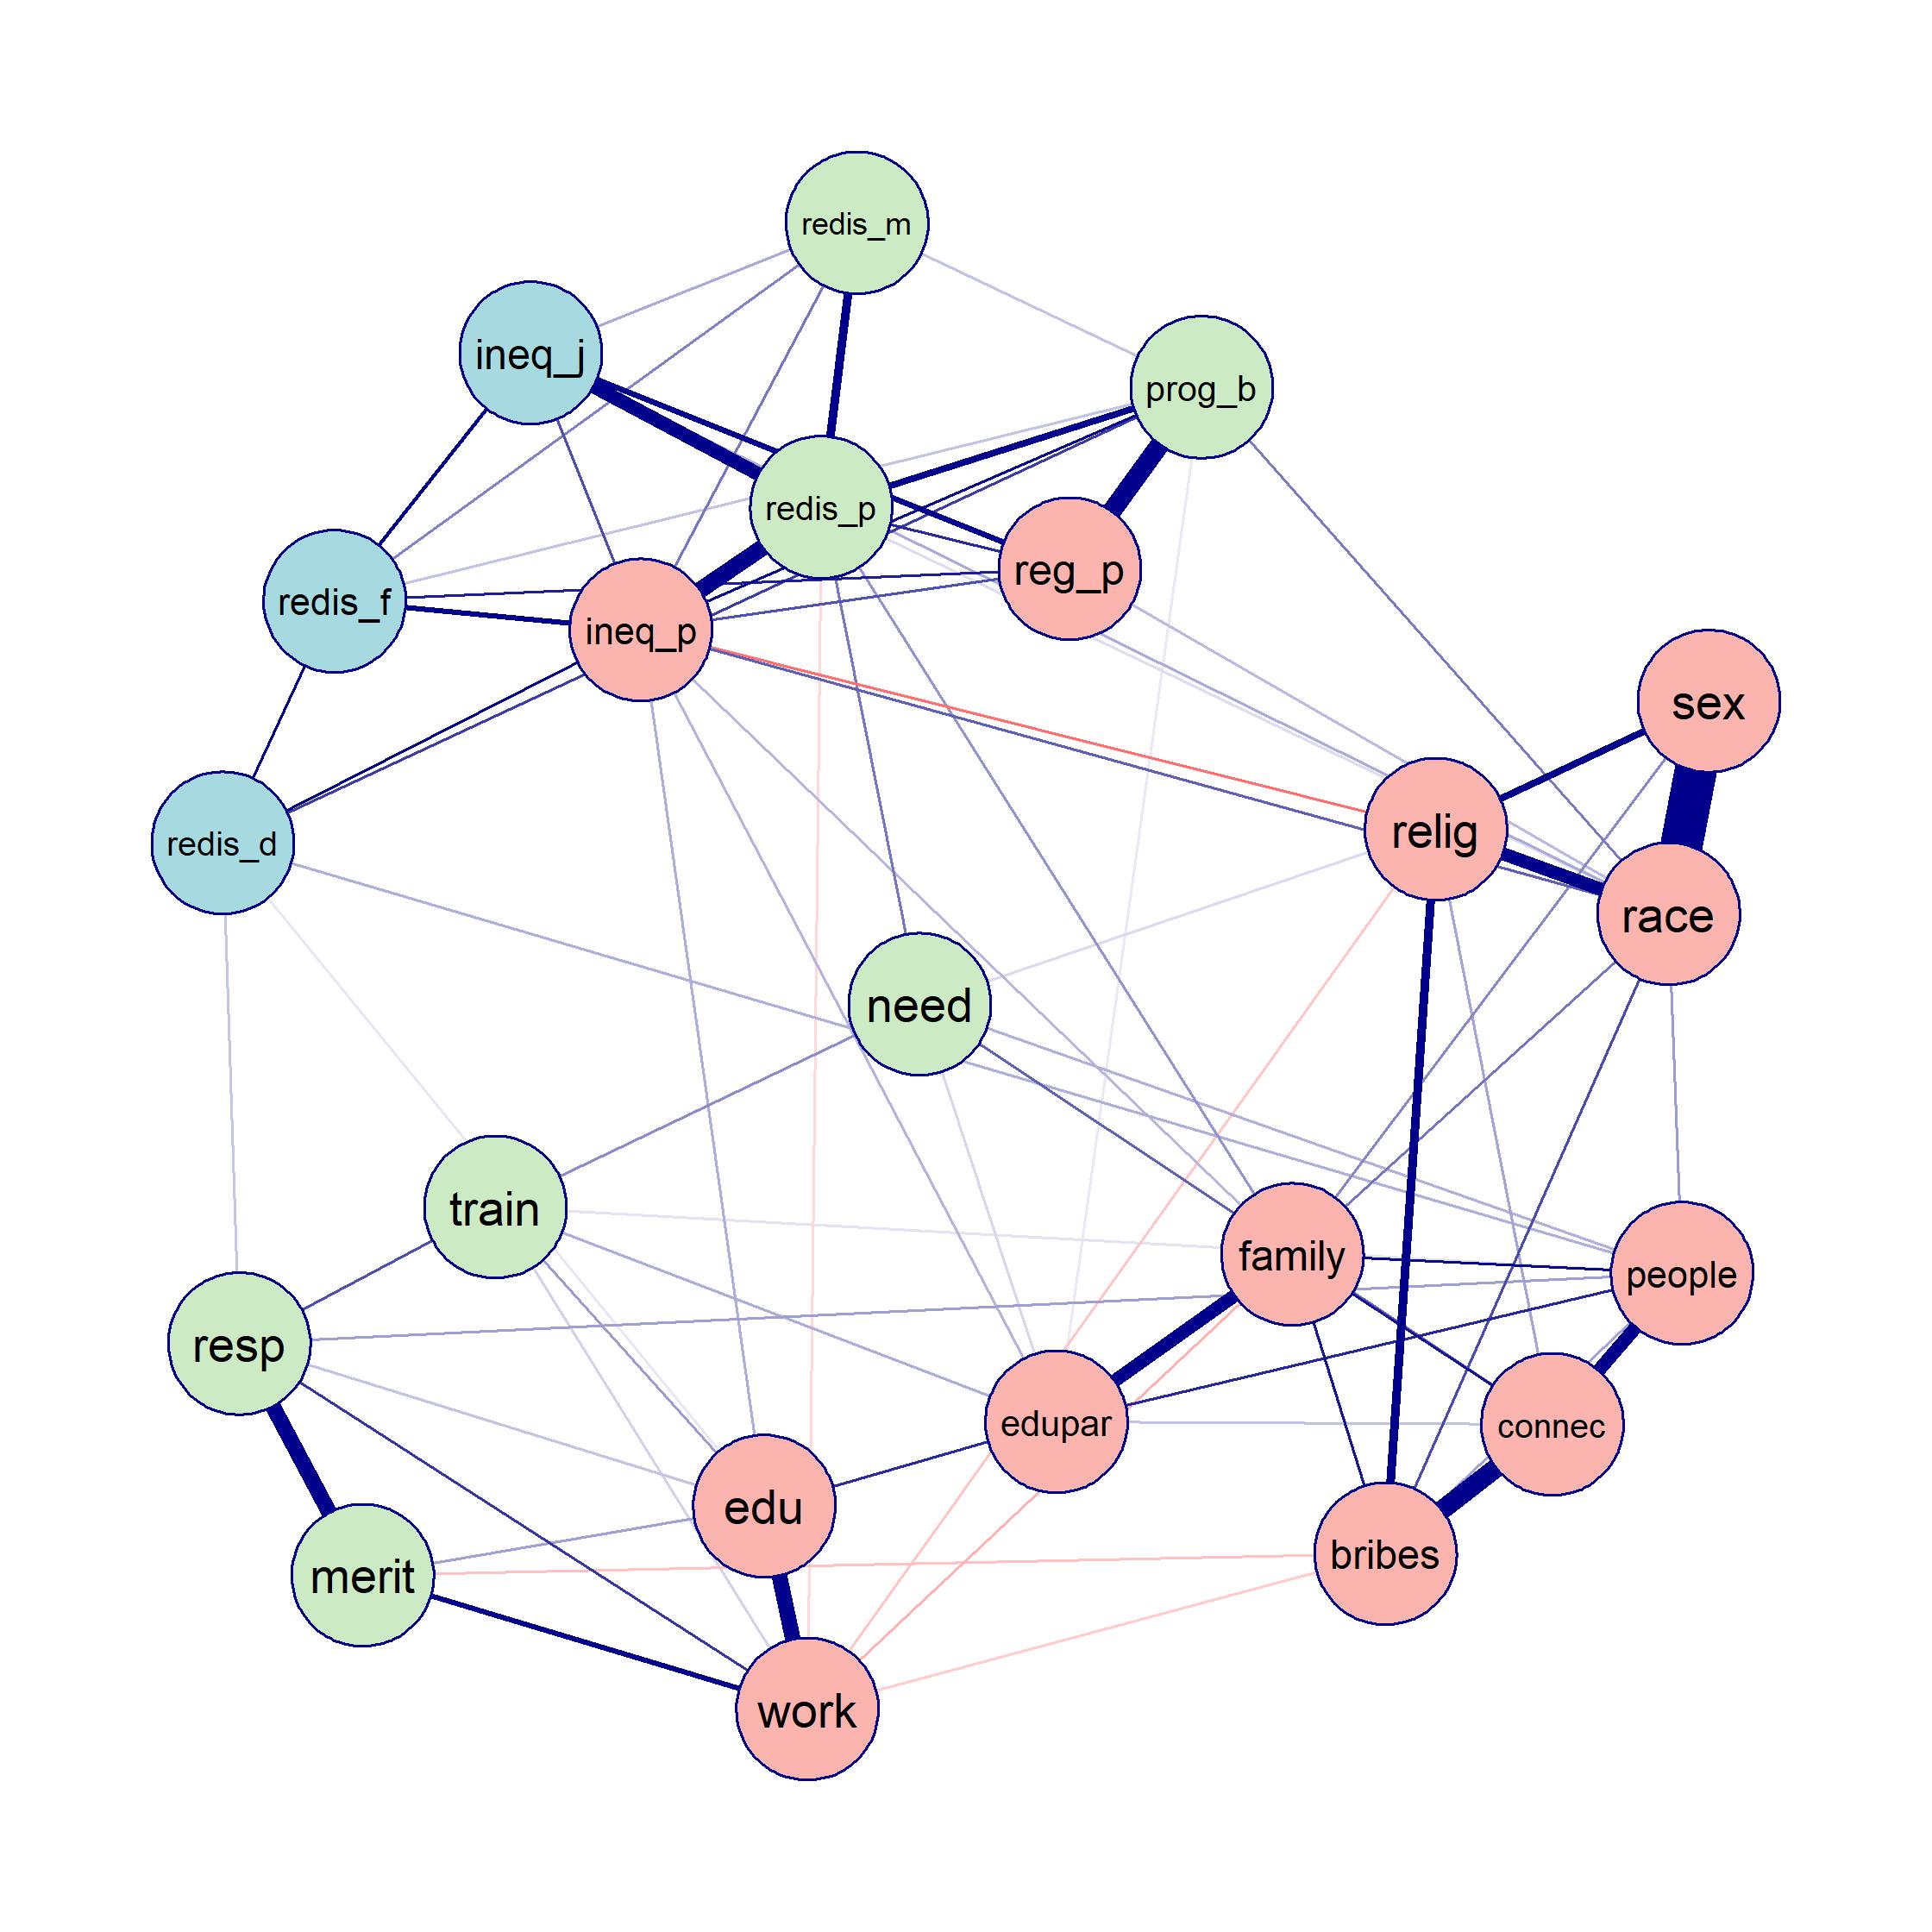 redis_m
ineq_j
prog_b
redis_p
reg_p
redis_f
ineq_p
sex
relig
redis_d
race
need
train
family
people
resp
edupar
connec
edu
bribes
merit
work